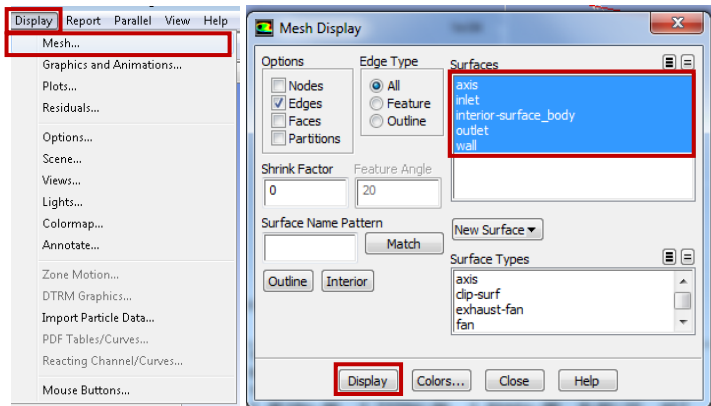 Display Report Parallel View Help
Mesh...
Graphics and Animations...
Plots...
Residuals...
Options...
Scene...
Views...
Lights...
Colormap...
Annotate...
Zone Motion...
DTRM Graphics...
Import Particle Data...
PDF Tables/Curves...
Reacting Channel/Curves...
Mouse Buttons...
Mesh Display
Options
Nodes
Edges
Faces
Partitions
Edge Type
All
Feature
Outline
Shrink Factor
0
Feature Angle
20
Surface Name Pattern
Match
Outline Interior
Surfaces
axis
inlet
interior-surface_body
outlet
wall
New Surface
Surface Types
axis
clip-surf
exhaust-fan
fan
Display Colors... Close Help